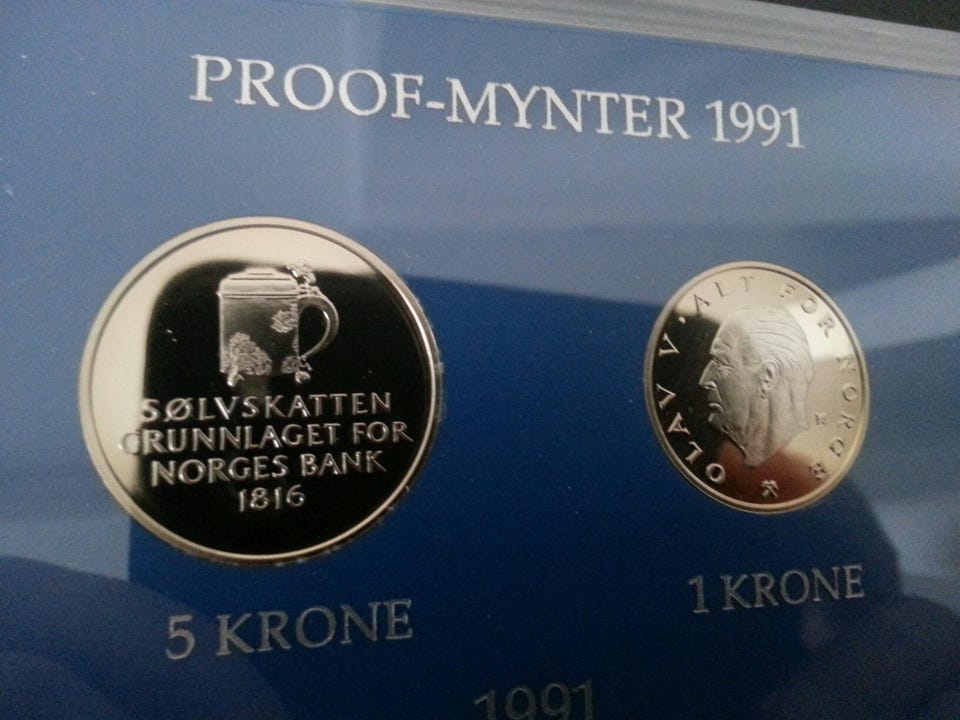 PROOF-MYNTER 1991
SØLVSKATTEN
GRUNNLAGET FOR
NORGES BANK
1816
OLAV V · ALT FOR NORGE
K
5 KRONE
1 KRONE
1991